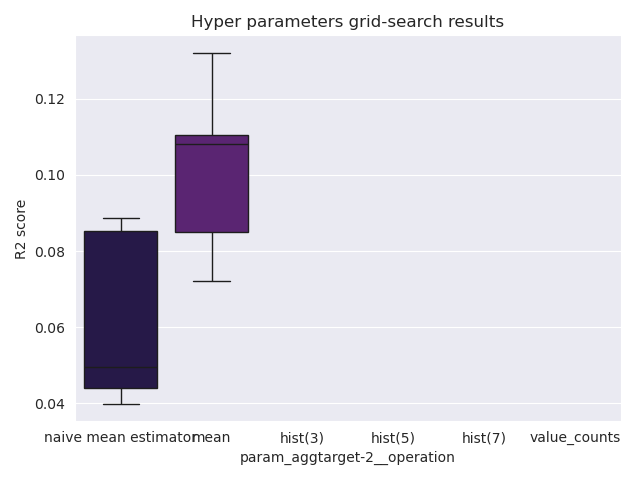 Hyper parameters grid-search results
R2 score
0.12
0.10
0.08
0.06
0.04
naive mean estimator mean hist(3) hist(5) hist(7) value_counts
param_aggtarget-2__operation